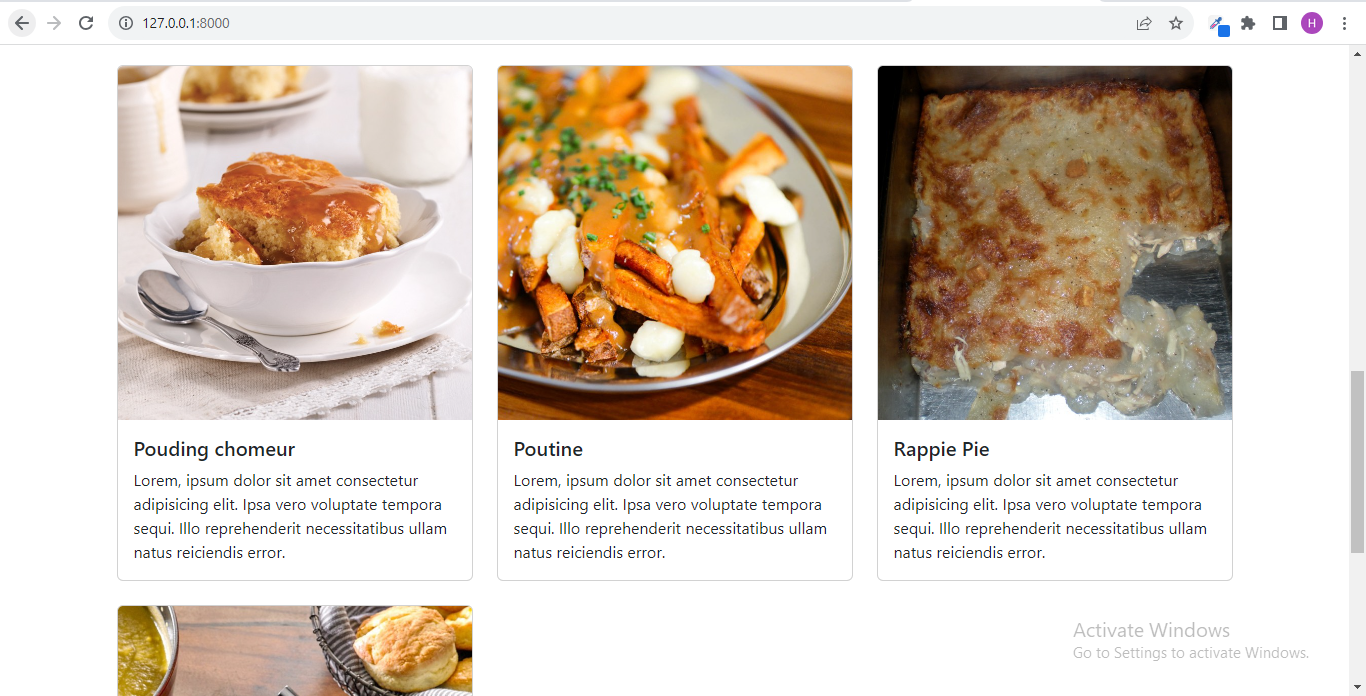 127.0.0.1:8000
H
Pouding chomeur
Lorem, ipsum dolor sit amet consectetur
adipisicing elit. Ipsa vero voluptate tempora
sequi. Illo reprehenderit necessitatibus ullam
natus reiciendis error.
Poutine
Lorem, ipsum dolor sit amet consectetur
adipisicing elit. Ipsa vero voluptate tempora
sequi. Illo reprehenderit necessitatibus ullam
natus reiciendis error.
Rappie Pie
Lorem, ipsum dolor sit amet consectetur
adipisicing elit. Ipsa vero voluptate tempora
sequi. Illo reprehenderit necessitatibus ullam
natus reiciendis error.
Activate Windows
Go to Settings to activate Windows.